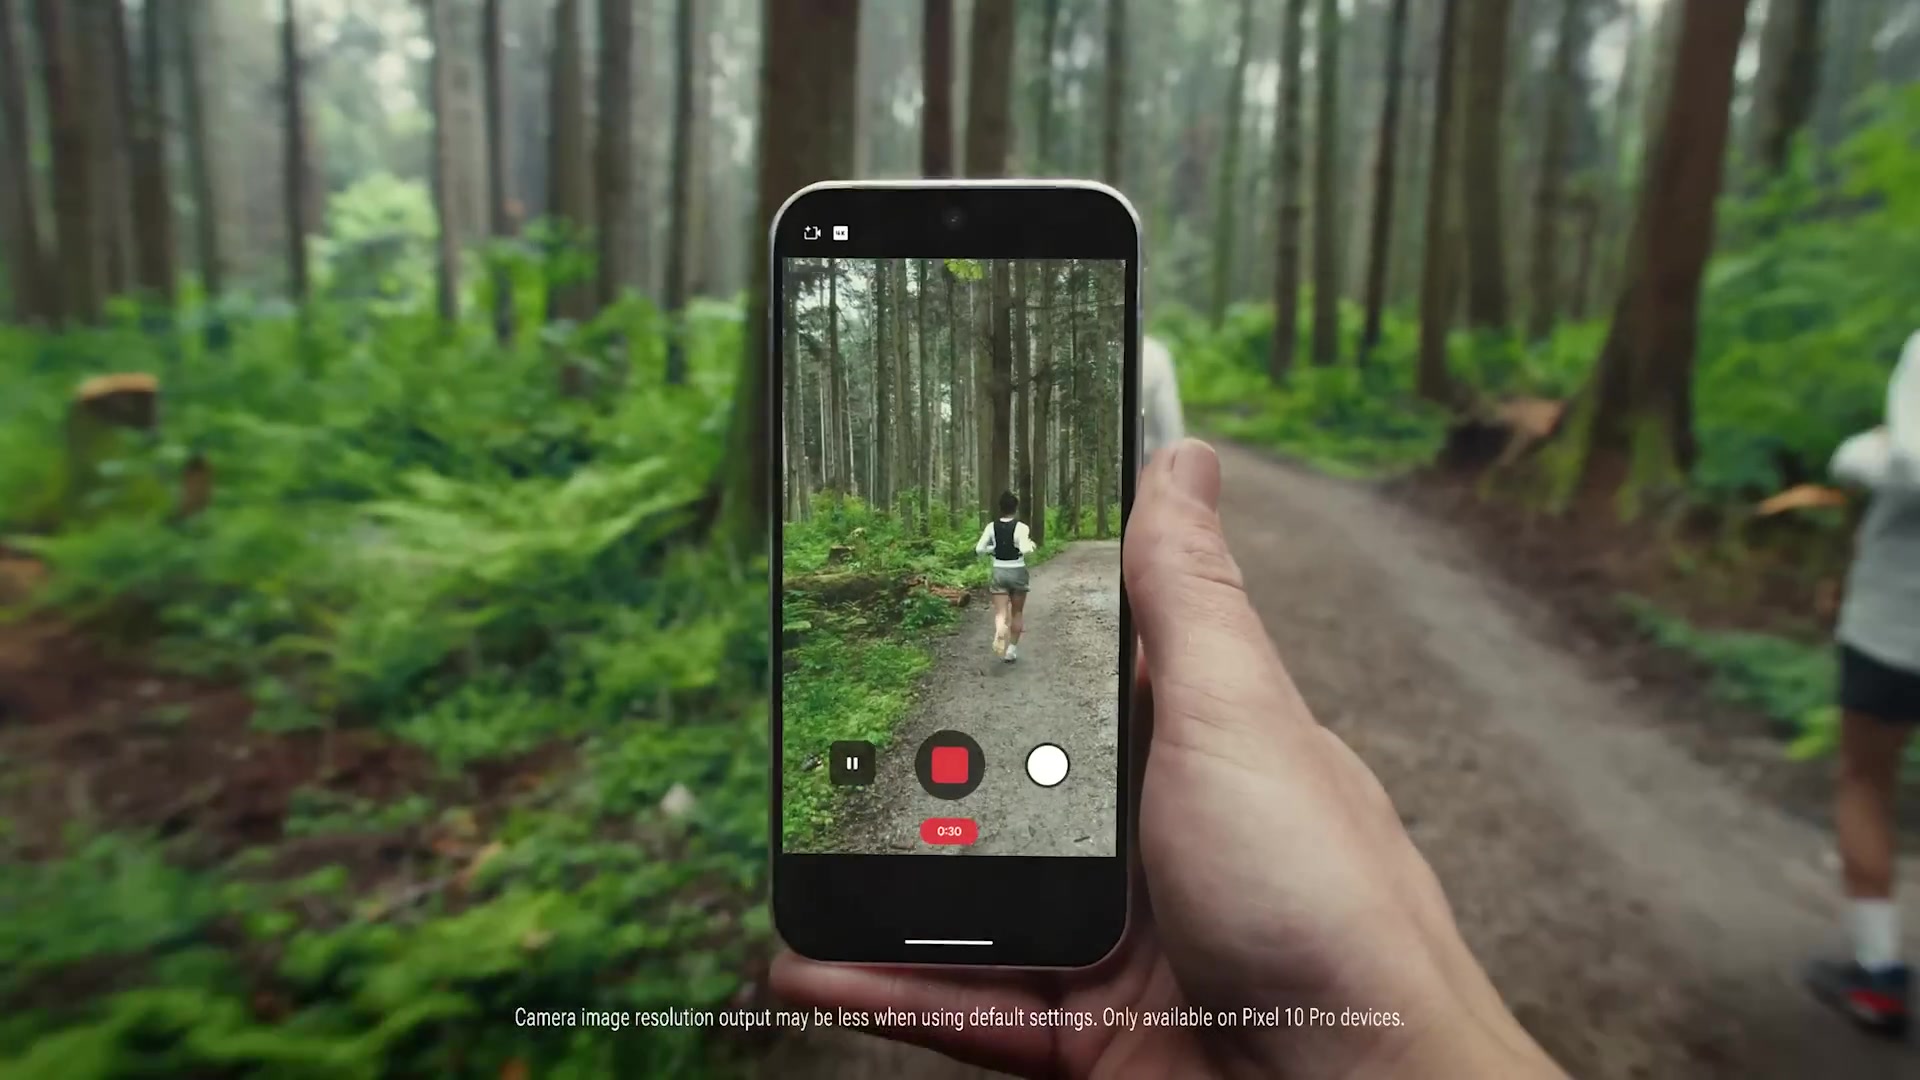 4K
0:30
Camera image resolution output may be less when using default settings. Only available on Pixel 10 Pro devices.